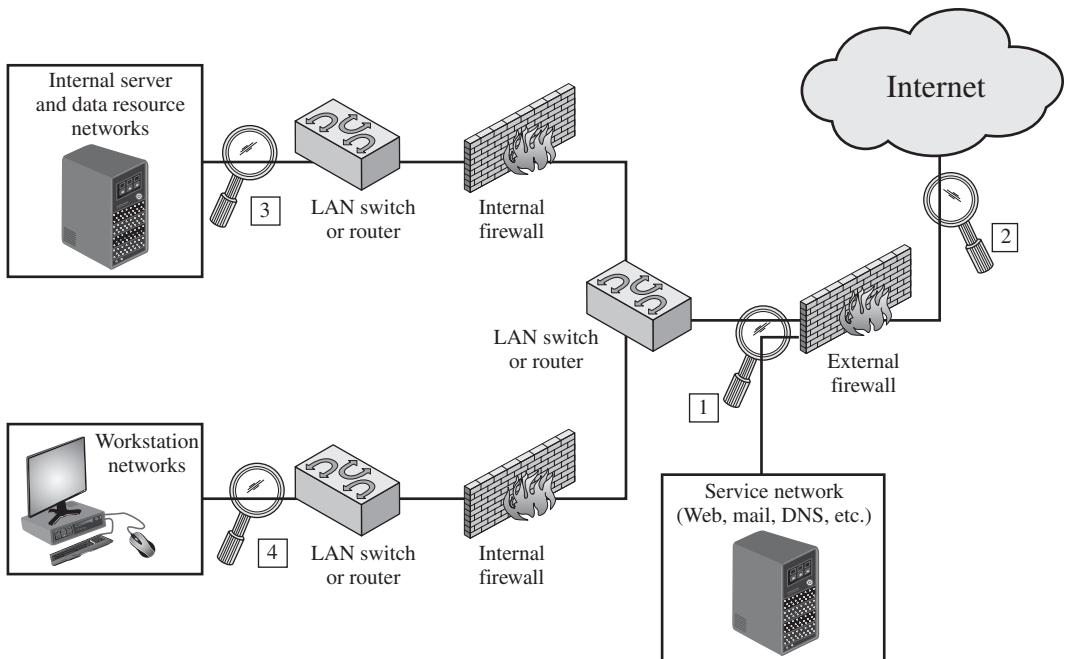 Internal server
and data resource
networks
3
LAN switch
or router
Internal
firewall
Internet
2
LAN switch
or router
1
External
firewall
Workstation
networks
4
LAN switch
or router
Internal
firewall
Service network
(Web, mail, DNS, etc.)